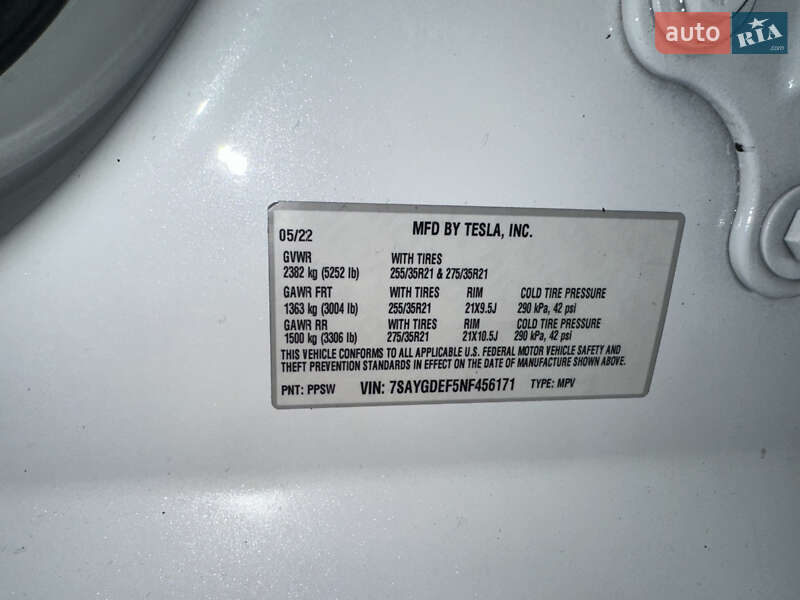 auto RIA.com
05/22 MFD BY TESLA, INC.
GVWR WITH TIRES
2382 kg (5252 lb) 255/35R21 & 275/35R21
GAWR FRT WITH TIRES RIM COLD TIRE PRESSURE
1363 kg (3004 lb) 255/35R21 21X9.5J 290 kPa, 42 psi
GAWR RR WITH TIRES RIM COLD TIRE PRESSURE
1500 kg (3306 lb) 275/35R21 21X10.5J 290 kPa, 42 psi
THIS VEHICLE CONFORMS TO ALL APPLICABLE U.S. FEDERAL MOTOR VEHICLE SAFETY AND
THEFT PREVENTION STANDARDS IN EFFECT ON THE DATE OF MANUFACTURE SHOWN ABOVE.
PNT: PPSW VIN: 7SAYGDEF5NF456171 TYPE: MPV